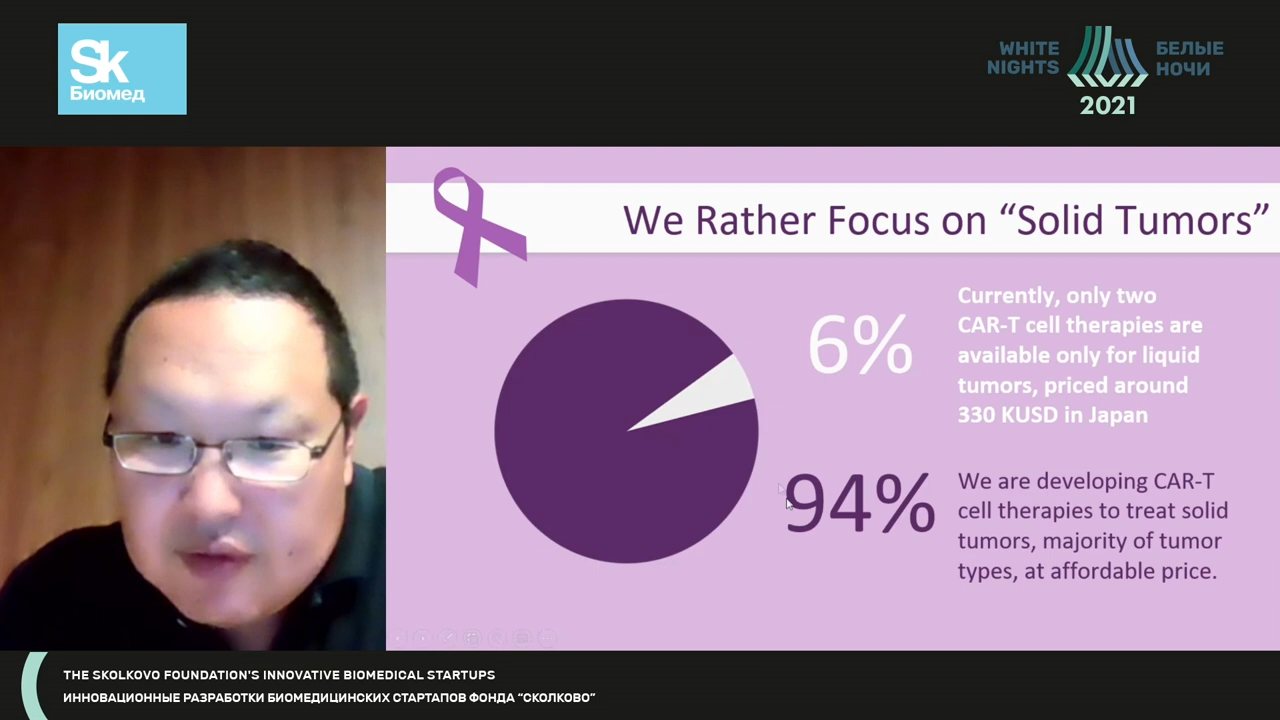 Sk
Биомед
WHITE
NIGHTS
БЕЛЫЕ
НОЧИ
2021
We Rather Focus on “Solid Tumors”
6%
Currently, only two
CAR-T cell therapies are
available only for liquid
tumors, priced around
330 KUSD in Japan
94%
We are developing CAR-T
cell therapies to treat solid
tumors, majority of tumor
types, at affordable price.
THE SKOLKOVO FOUNDATION'S INNOVATIVE BIOMEDICAL STARTUPS
ИННОВАЦИОННЫЕ РАЗРАБОТКИ БИОМЕДИЦИНСКИХ СТАРТАПОВ ФОНДА "СКОЛКОВО"